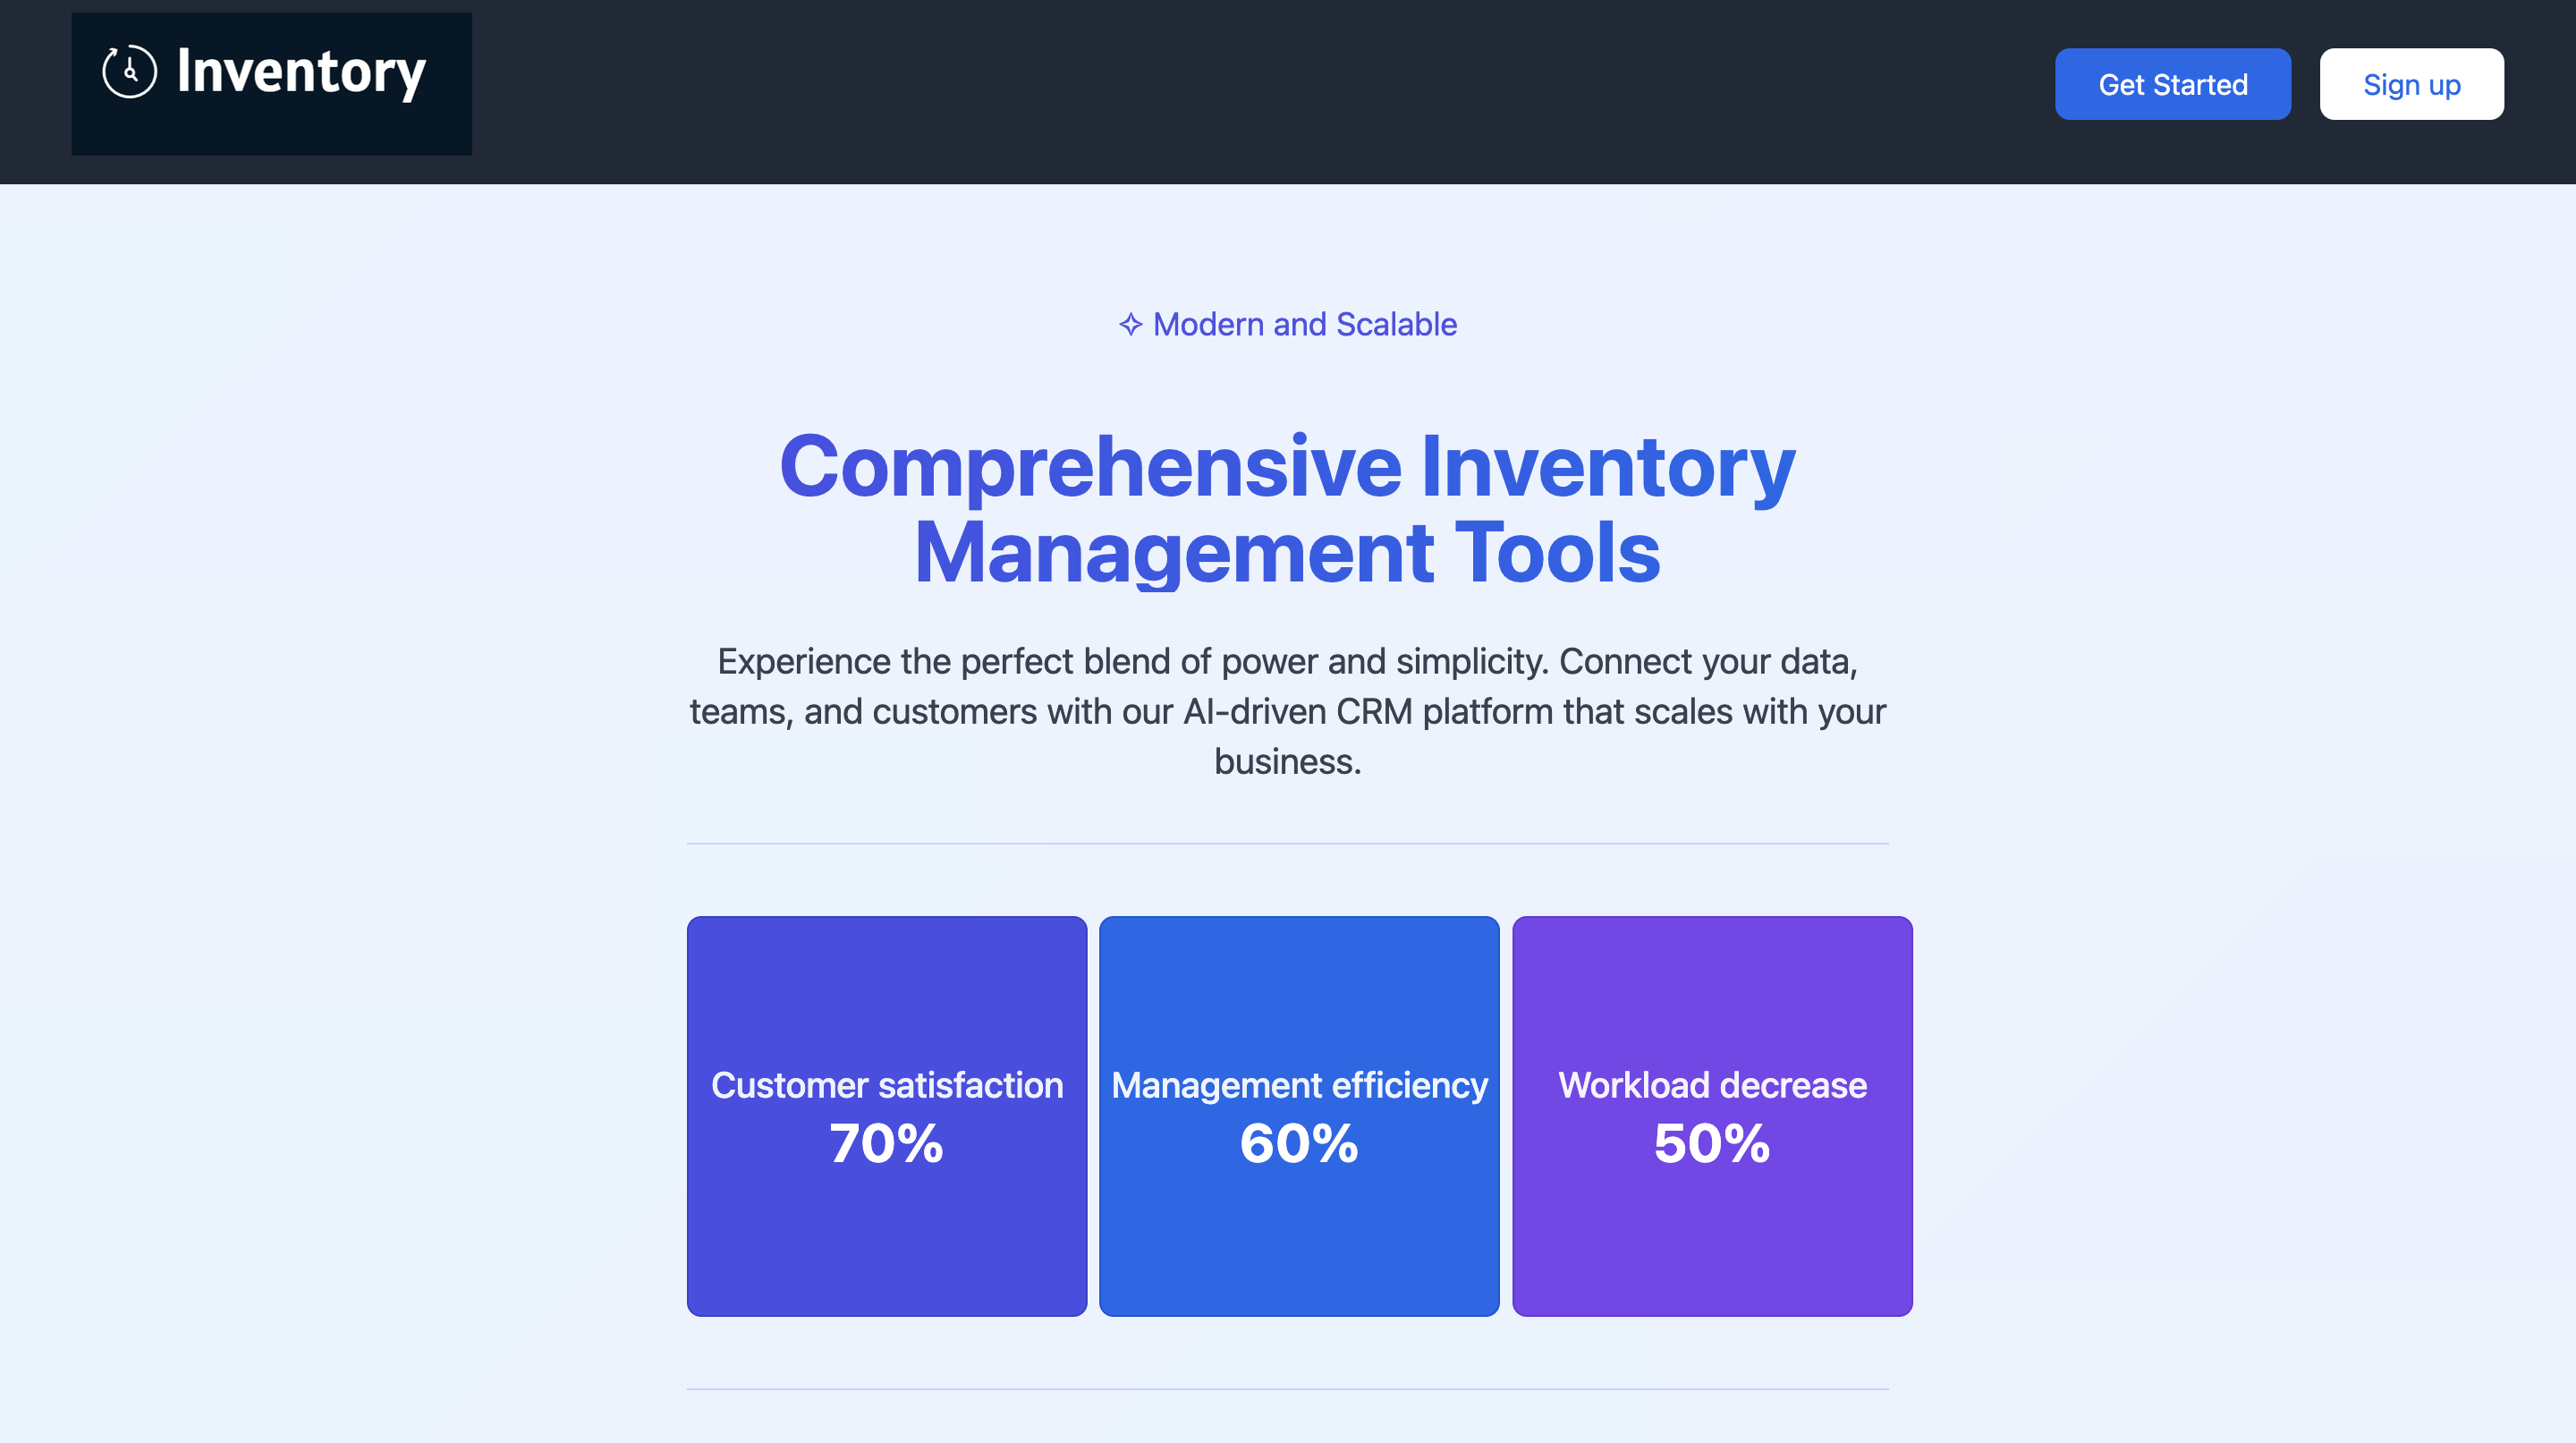 Inventory
Get Started
Sign up
✧ Modern and Scalable
Comprehensive Inventory
Management Tools
Experience the perfect blend of power and simplicity. Connect your data,
teams, and customers with our AI-driven CRM platform that scales with your
business.
Customer satisfaction
70%
Management efficiency
60%
Workload decrease
50%